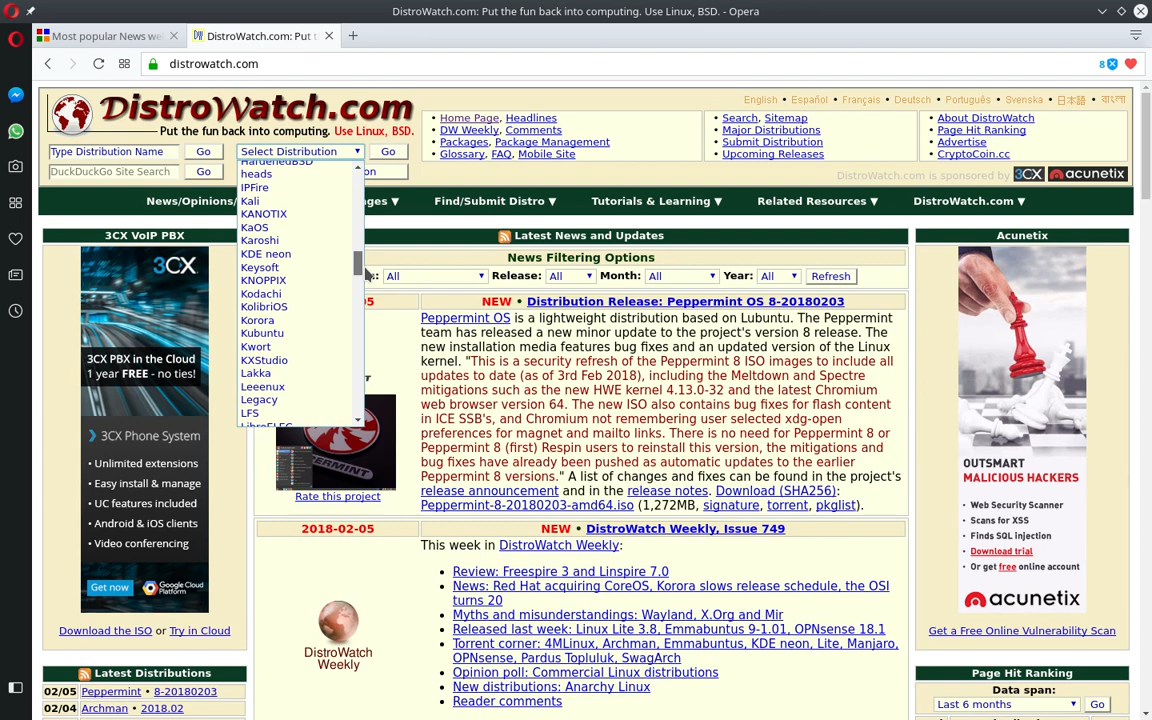 DistroWatch.com: Put the fun back into computing. Use Linux, BSD. - Opera
Most popular News we
DistroWatch.com: Put t
distrowatch.com
8
DistroWatch.com
Put the fun back into computing. Use Linux, BSD.
English • Español • Français • Deutsch • Português • Svenska • 日本語 • বাংলা
Home Page, Headlines
DW Weekly, Comments
Packages, Package Management
Glossary, FAQ, Mobile Site
Search, Sitemap
Major Distributions
Submit Distribution
Upcoming Releases
About DistroWatch
Page Hit Ranking
Advertise
CryptoCoin.cc
Type Distribution Name Go Select Distribution Go
DuckDuckGo Site Search Go
DistroWatch.com is sponsored by 3CX acunetix
News/Opinions/
Find/Submit Distro ▼ Tutorials & Learning ▼ Related Resources ▼ DistroWatch.com ▼
HardenedBSD
heads
IPFire
Kali
KANOTIX
KaOS
Karoshi
KDE neon
Keysoft
KNOPPIX
Kodachi
KolibriOS
Korora
Kubuntu
Kwort
KXStudio
Lakka
Leeenux
Legacy
LFS
LibreELEC
3CX VoIP PBX
3CX
3CX PBX in the Cloud
1 year FREE - no ties!
3CX Phone System
• Unlimited extensions
• Easy install & manage
• UC features included
• Android & iOS clients
• Video conferencing
Get now
Google Cloud
Platform
Download the ISO or Try in Cloud
Latest Distributions
02/05 Peppermint • 8-20180203
02/04 Archman • 2018.02
Latest News and Updates
News Filtering Options
All Release: All Month: All Year: All Refresh
NEW • Distribution Release: Peppermint OS 8-20180203
Peppermint OS is a lightweight distribution based on Lubuntu. The Peppermint
team has released a new minor update to the project's version 8 release. The
new installation media features bug fixes and an updated version of the Linux
kernel. "This is a security refresh of the Peppermint 8 ISO images to include all
updates to date (as of 3rd Feb 2018), including the Meltdown and Spectre
mitigations such as the new HWE kernel 4.13.0-32 and the latest Chromium
web browser version 64. The new ISO also contains bug fixes for flash content
in ICE SSB's, and Chromium not remembering user selected xdg-open
preferences for magnet and mailto links. There is no need for Peppermint 8 or
Peppermint 8 (first) Respin users to reinstall this version, the mitigations and
bug fixes have already been pushed as automatic updates to the earlier
Peppermint 8 versions." A list of changes and fixes can be found in the project's
release announcement and in the release notes. Download (SHA256):
Peppermint-8-20180203-amd64.iso (1,272MB, signature, torrent, pkglist).
PEPPERMINT
Rate this project
2018-02-05
NEW • DistroWatch Weekly, Issue 749
This week in DistroWatch Weekly:
• Review: Freespire 3 and Linspire 7.0
• News: Red Hat acquiring CoreOS, Korora slows release schedule, the OSI
turns 20
• Myths and misunderstandings: Wayland, X.Org and Mir
• Released last week: Linux Lite 3.8, Emmabuntus 9-1.01, OPNsense 18.1
• Torrent corner: 4MLinux, Archman, Emmabuntus, KDE neon, Lite, Manjaro,
OPNsense, Pardus Topluluk, SwagArch
• Opinion poll: Commercial Linux distributions
• New distributions: Anarchy Linux
• Reader comments
DistroWatch
Weekly
Acunetix
OUTSMART
MALICIOUS HACKERS
• Web Security Scanner
• Scans for XSS
• Finds SQL injection
• Download trial
• Or get free online account
acunetix
Get a Free Online Vulnerability Scan
Page Hit Ranking
Data span:
Last 6 months Go